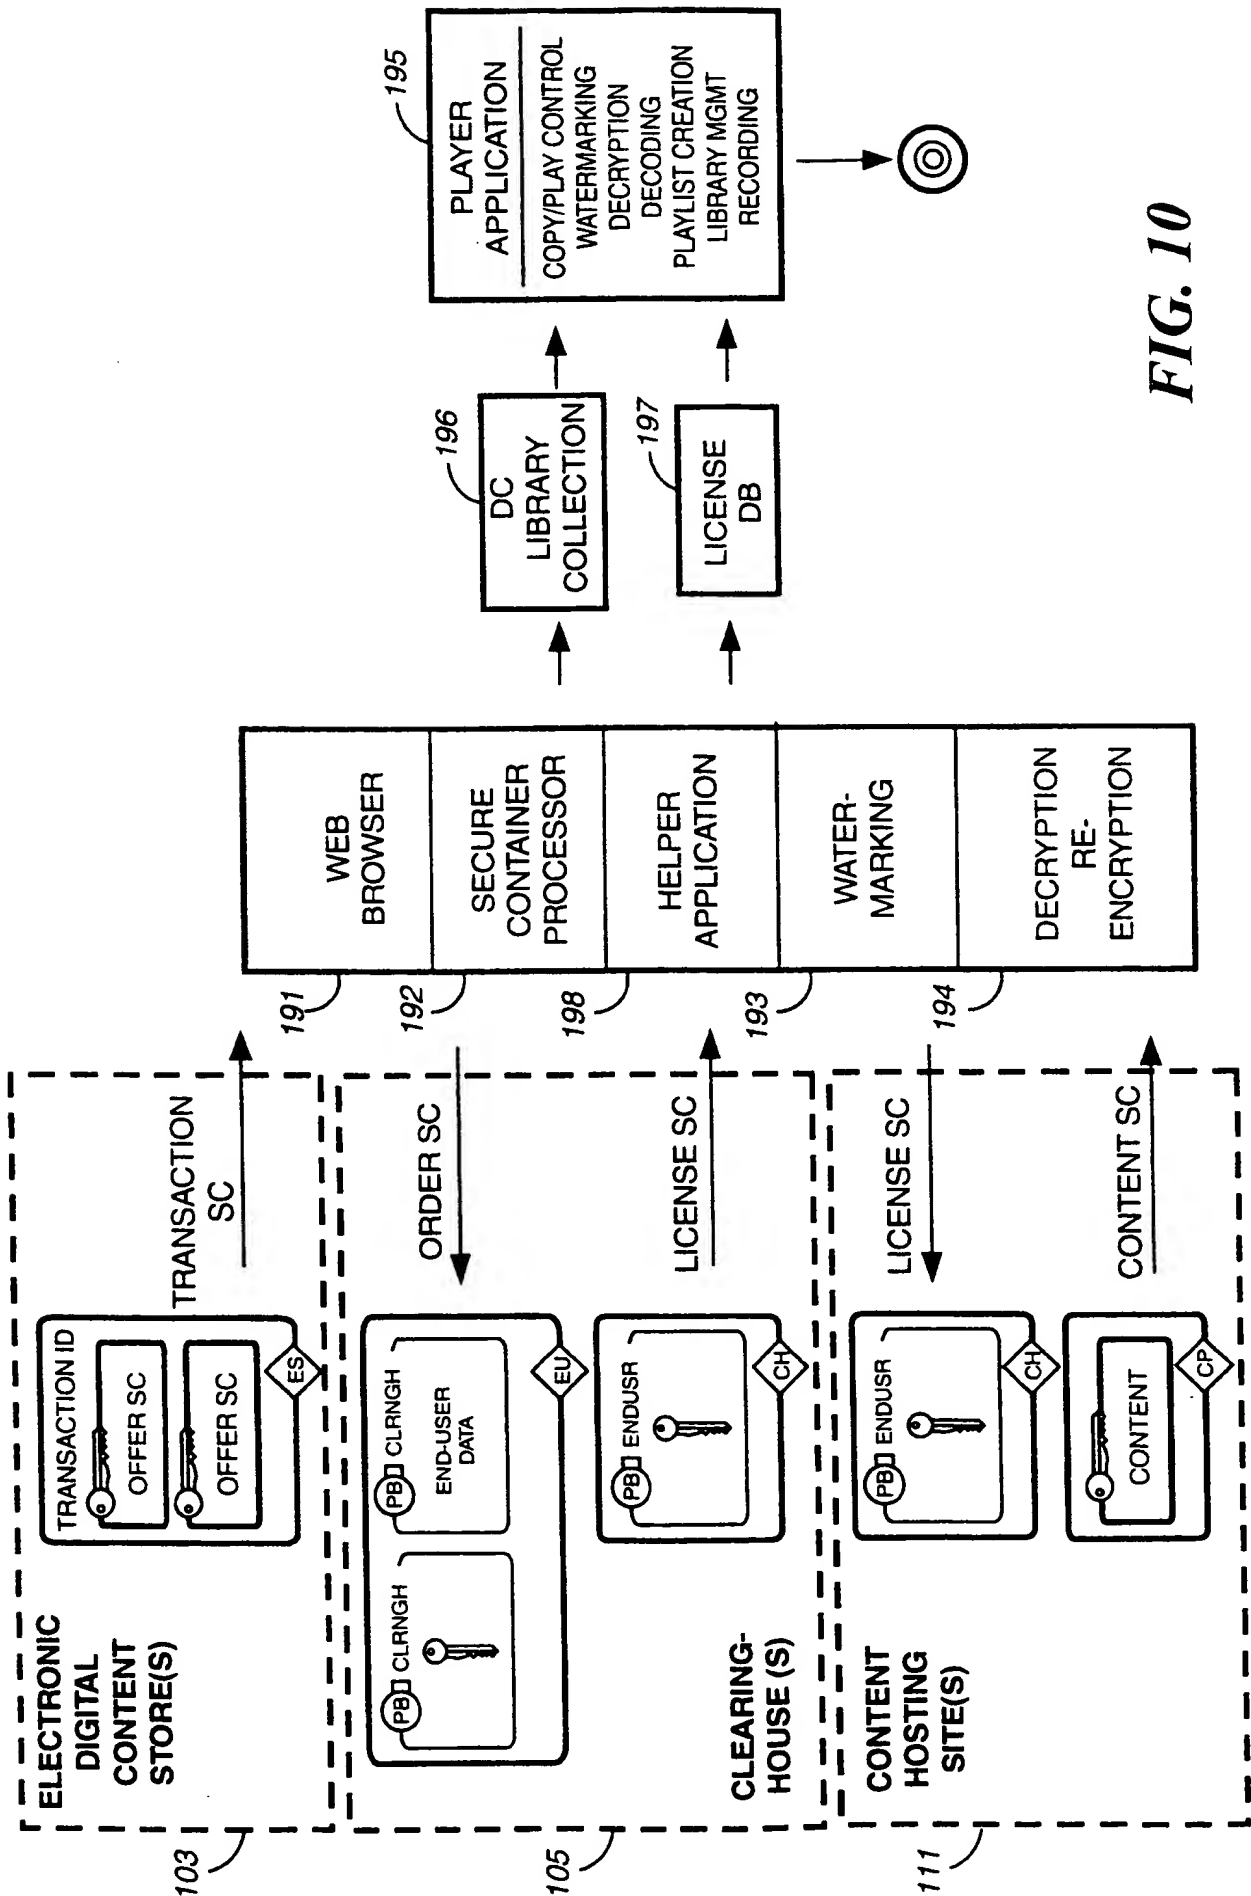 ELECTRONIC
DIGITAL
CONTENT
STORE(S)
103
TRANSACTION ID
OFFER SC
OFFER SC
ES
TRANSACTION
SC
PB CLRNGH
PB CLRNGH
END-USER
DATA
EU
ORDER SC
CLEARING-
HOUSE (S)
105
PB ENDUSR
CH
LICENSE SC
CONTENT
HOSTING
SITE(S)
111
PB ENDUSR
CH
LICENSE SC
CONTENT
CP
CONTENT SC
191
WEB
BROWSER
192
SECURE
CONTAINER
PROCESSOR
198
HELPER
APPLICATION
193
WATER-
MARKING
194
DECRYPTION
RE-
ENCRYPTION
196
DC
LIBRARY
COLLECTION
197
LICENSE
DB
195
PLAYER
APPLICATION
COPY/PLAY CONTROL
WATERMARKING
DECRYPTION
DECODING
PLAYLIST CREATION
LIBRARY MGMT
RECORDING
FIG. 10